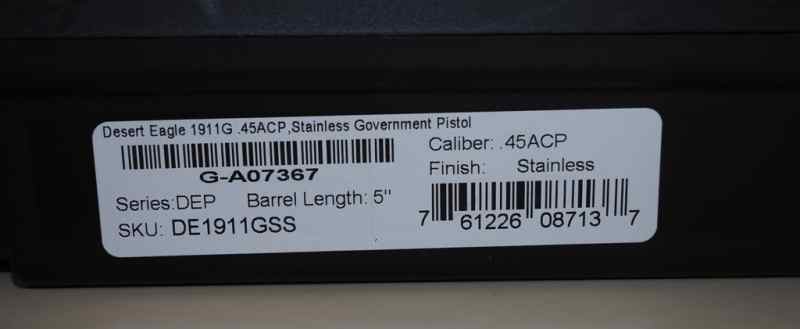 Desert Eagle 1911G .45ACP,Stainless Government Pistol
G-A07367
Series:DEP Barrel Length: 5"
SKU: DE1911GSS
Caliber: .45ACP
Finish: Stainless
7 61226 08713 7